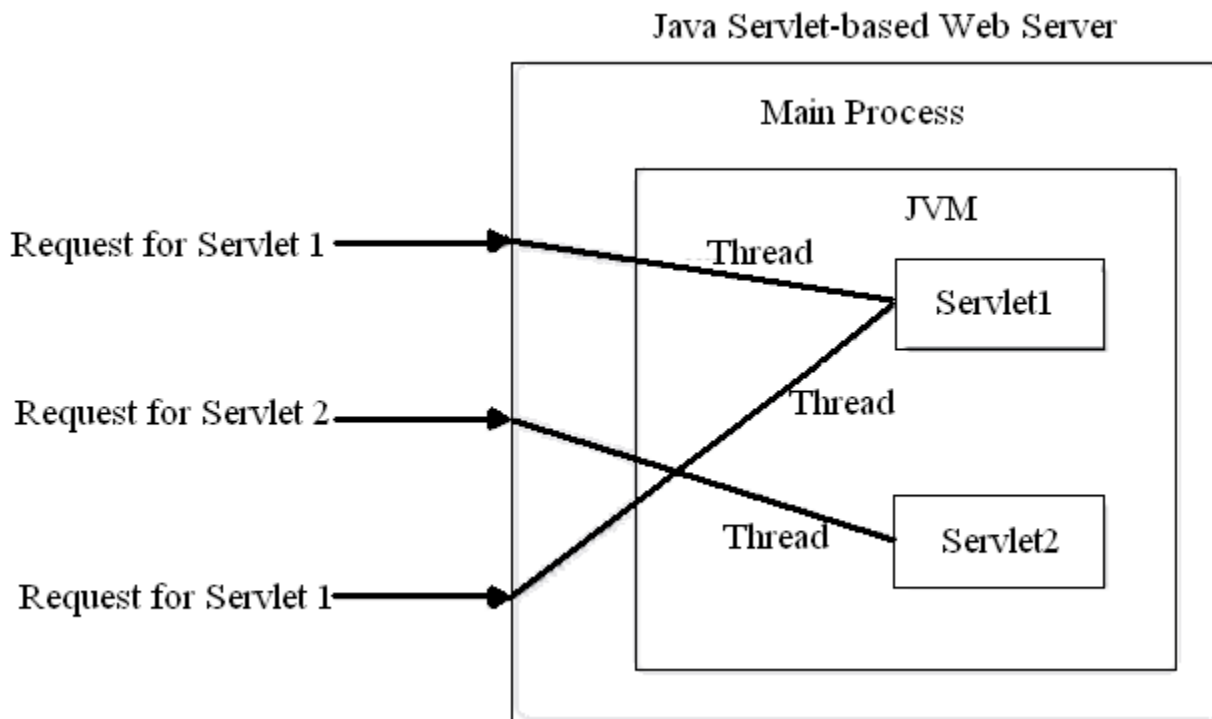 Java Servlet-based Web Server
Main Process
JVM
Request for Servlet 1
Thread
Servlet1
Request for Servlet 2
Thread
Thread
Servlet2
Request for Servlet 1